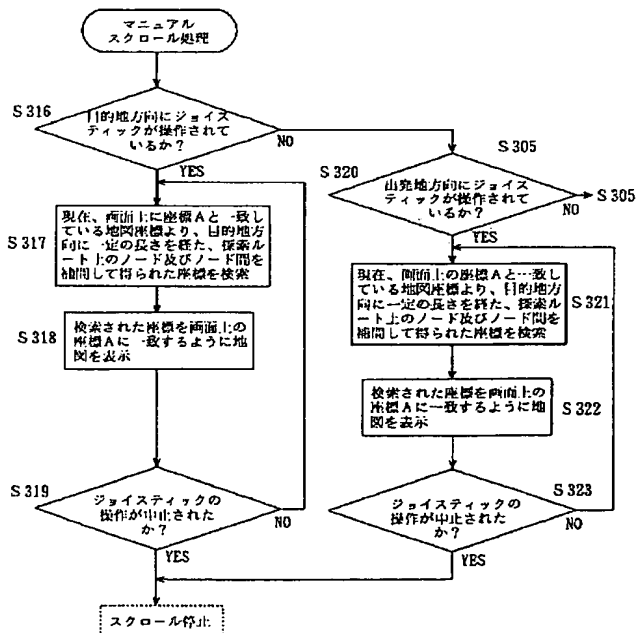 マニュアル
スクロール処理
S316
目的地方向にジョイス
ティックが操作されて
いるか？
NO
YES
S317
現在、画面上に座標Aと一致し
ている地図座標より、目的地方
向に一定の長さを経た、探索ル
ート上のノード及びノード間を
補間して得られた座標を検索
S318
検索された座標を画面上の
座標Aに一致するように地
図を表示
S319
ジョイスティックの
操作が中止された
か？
NO
YES
スクロール停止
S305
S320
出発地方向にジョイ
スティックが操作されて
いるか？
NO
S305
YES
現在、画面上の座標Aと一致し
ている地図座標より、目的地方
向に一定の長さを経た、探索ル
ート上のノード及びノード間を
補間して得られた座標を検索
S321
検索された座標を画面上の
座標Aに一致するように地
図を表示
S322
S323
ジョイスティックの
操作が中止された
か？
NO
YES